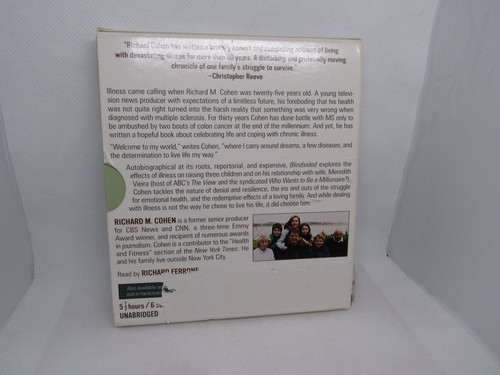 "Richard Cohen has written a brutally honest and compelling account of living
with devastating illness for more than 30 years. A disturbing and profoundly moving
chronicle of one family's struggle to survive."
–Christopher Reeve
Illness came calling when Richard M. Cohen was twenty-five years old. A young televi-
sion news producer with expectations of a limitless future, his foreboding that his health
was not quite right turned into the harsh reality that something was very wrong when
diagnosed with multiple sclerosis. For thirty years Cohen has done battle with MS only to
be ambushed by two bouts of colon cancer at the end of the millennium. And yet, he has
written a hopeful book about celebrating life and coping with chronic illness.
"Welcome to my world," writes Cohen, "where I carry around dreams, a few diseases, and
the determination to live life my way."
Autobiographical at its roots, reportorial, and expansive, Blindsided explores the
effects of illness on raising three children and on his relationship with wife, Meredith
Vieira (host of ABC's The View and the syndicated Who Wants to Be a Millionaire?).
Cohen tackles the nature of denial and resilience, the ins and outs of the struggle
for emotional health, and the redemptive effects of a loving family. And while dealing
with illness is not the way he chose to live his life, it did choose him.
RICHARD M. COHEN is a former senior producer
for CBS News and CNN, a three-time Emmy
Award winner, and recipient of numerous awards
in journalism. Cohen is a contributor to the "Health
and Fitness" section of the New York Times. He
and his family live outside New York City.
Read by RICHARD FERRONE
Also available
and in hardcover
5 hours / 6
UNABRIDGED